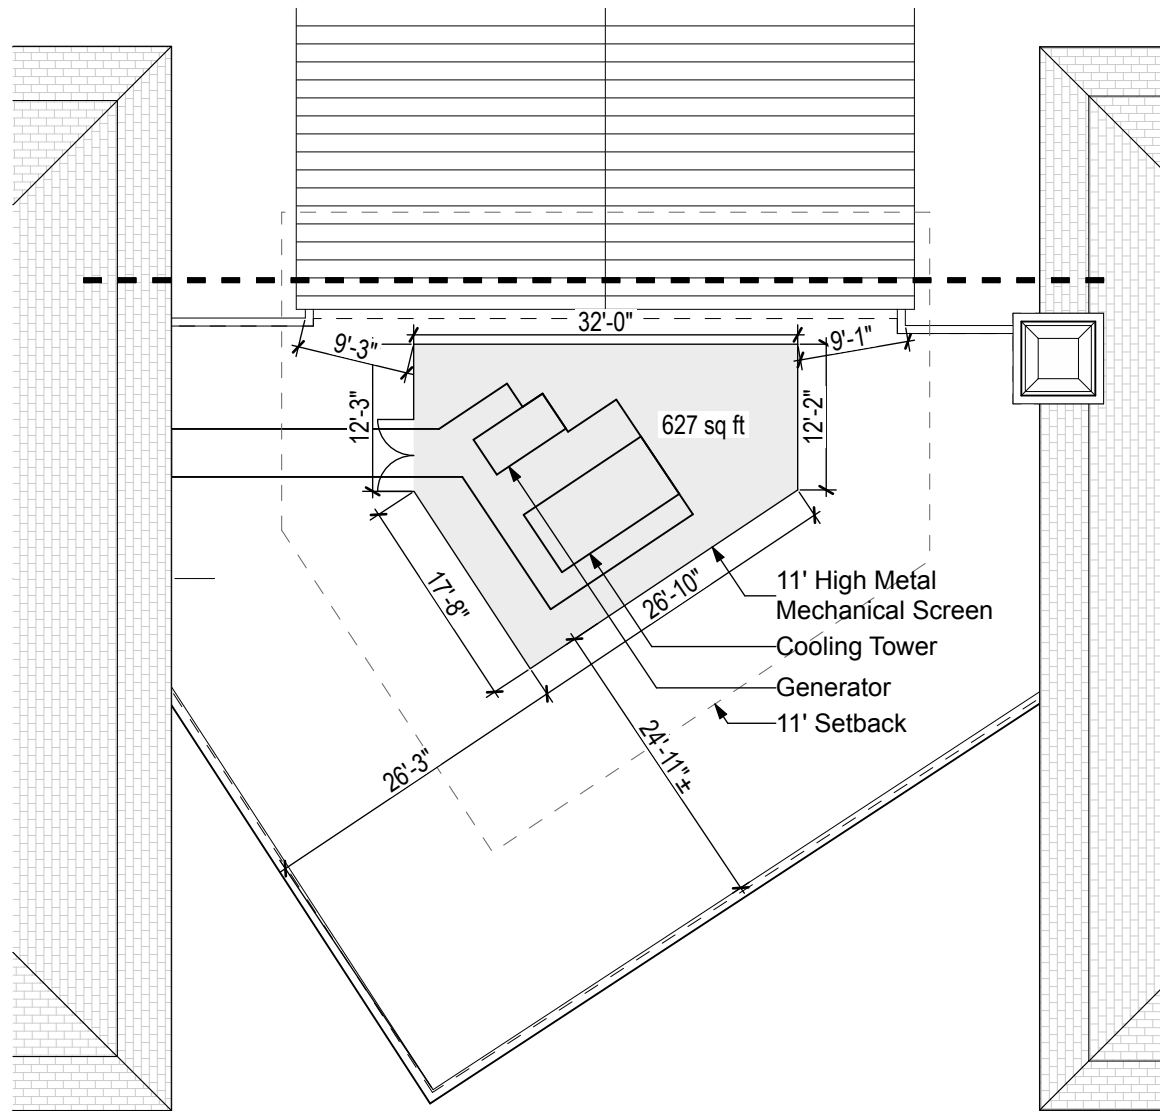 32'-0"
9'-3"
9'-1"
12'-3"
627 sq ft
12'-2"
17'-8"
26'-10"
11' High Metal
Mechanical Screen
Cooling Tower
Generator
11' Setback
26'-3"
24'-11"±